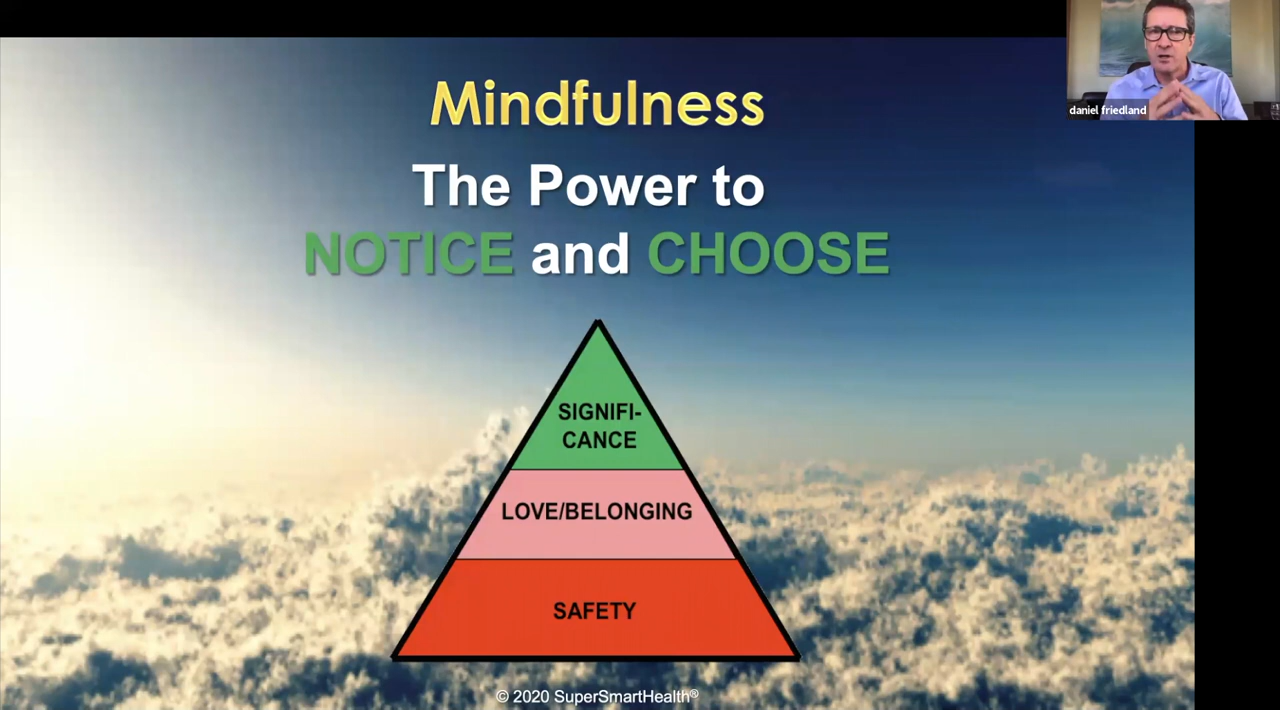 Mindfulness
The Power to
NOTICE and CHOOSE
SIGNIFI-
CANCE
LOVE/BELONGING
SAFETY
© 2020 SuperSmartHealth®
daniel friedland